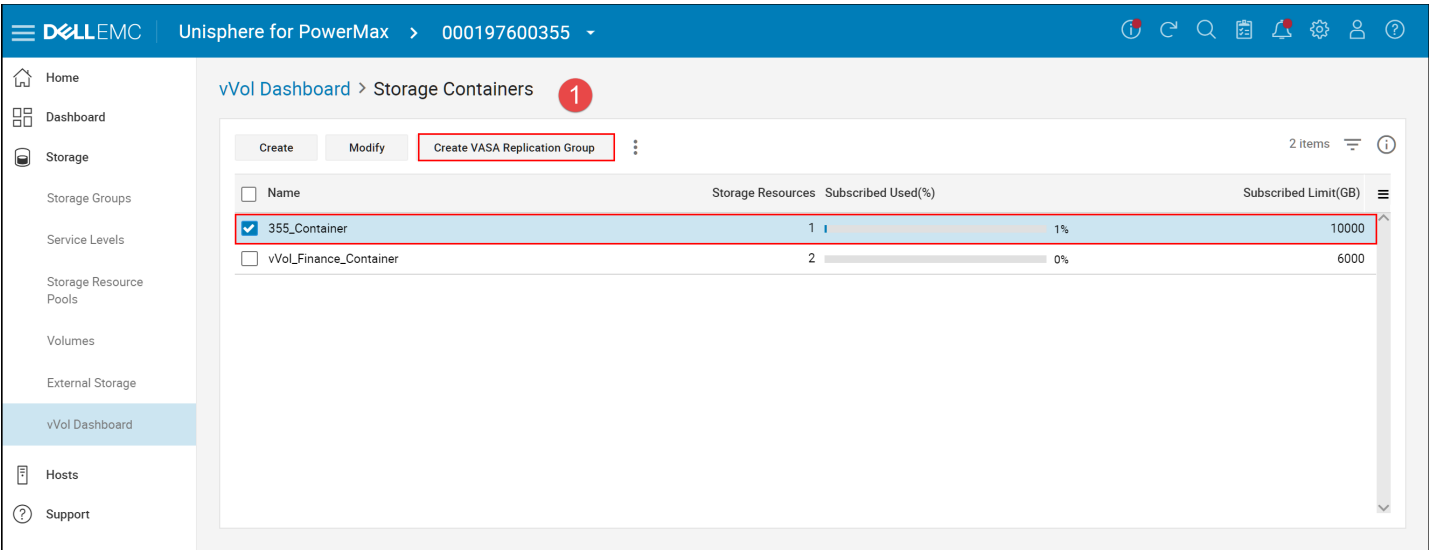 DELLEMC Unisphere for PowerMax > 000197600355
Home
Dashboard
Storage
Storage Groups
Service Levels
Storage Resource
Pools
Volumes
External Storage
vVol Dashboard
Hosts
Support
vVol Dashboard > Storage Containers 1
Create Modify Create VASA Replication Group 2 items
Name Storage Resources Subscribed Used(%) Subscribed Limit(GB)
355_Container 1 1% 10000
vVol_Finance_Container 2 0% 6000